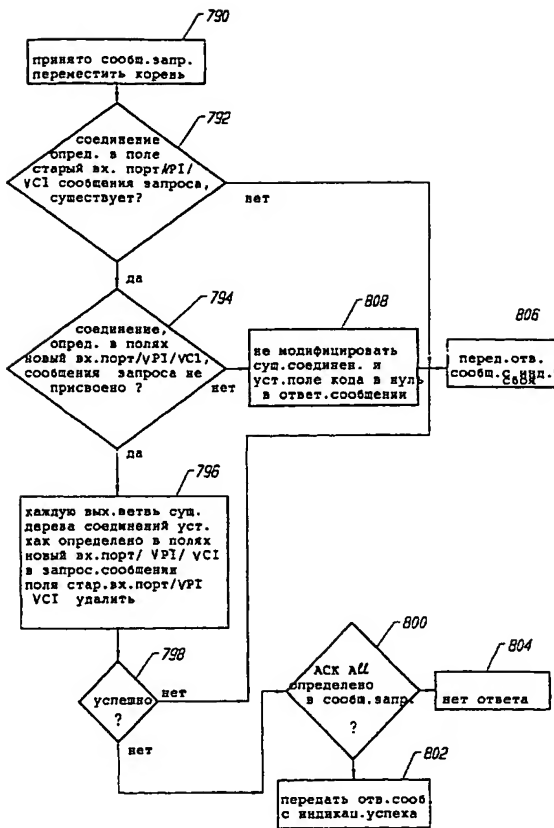 790
принято сообщ.запр.
переместить корень
792
соединение
опред. в поле
старый вх. порт/VPI/
VCI сообщения запроса,
существует?
нет
да
794
соединение,
опред. в полях
новый вх.порт/VPI/VCI,
сообщения запроса не
присвоено ?
нет
да
808
не модифицировать
сущ.соединен. и
уст.поле кода в нуль
в ответ.сообщении
806
перед.отв.
сообщ.с инд.
сбоя
796
каждую вых.ветвь сущ.
дерева соединений уст.
как определено в полях
новый вх.порт/ VPI/ VCI
в запрос.сообщении
поля стар.вх.порт/VPI
VCI удалить
798
успешно
?
нет
нет
800
ACK All
определено
в сообщ.запр.
?
804
нет ответа
802
передать отв.сооб
с индикац.успеха